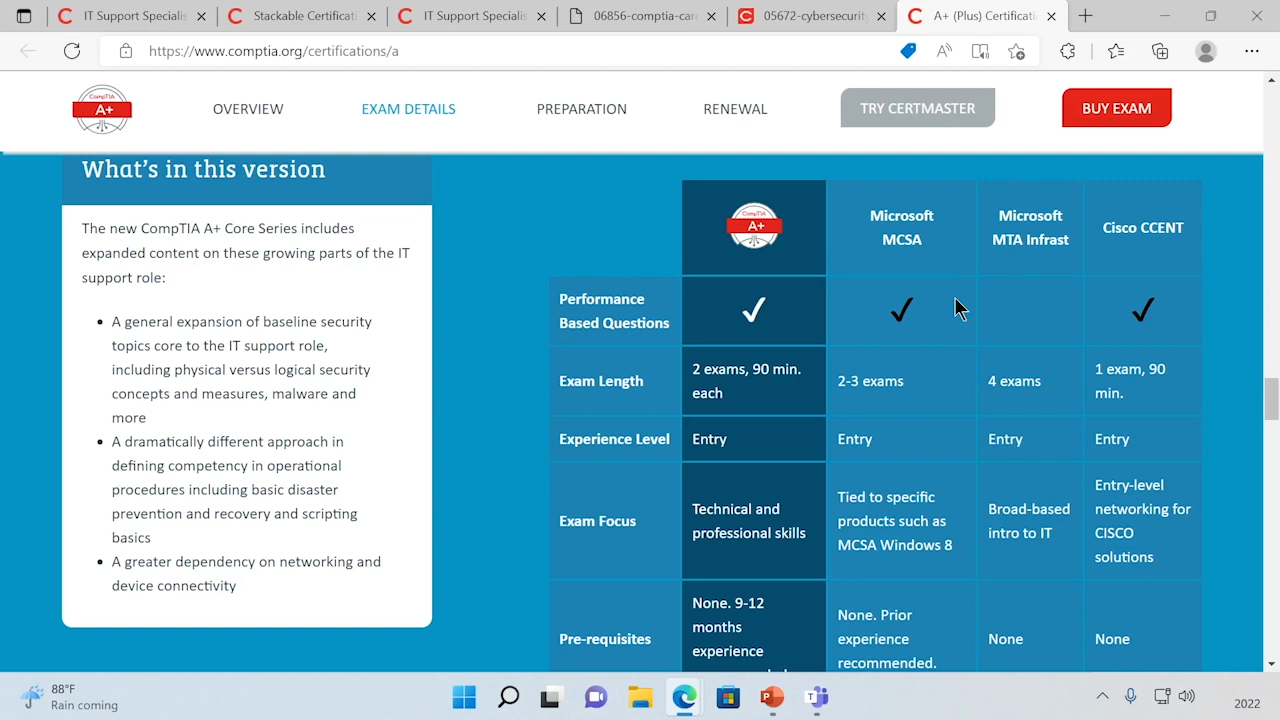 IT Support Specialis
Stackable Certificati
IT Support Specialis
06856-comptia-car
05672-cybersecurity
A+ (Plus) Certificati
https://www.comptia.org/certifications/a
CompTIA
A+
OVERVIEW
EXAM DETAILS
PREPARATION
RENEWAL
TRY CERTMASTER
BUY EXAM
What's in this version
The new CompTIA A+ Core Series includes
expanded content on these growing parts of the IT
support role:
• A general expansion of baseline security
topics core to the IT support role,
including physical versus logical security
concepts and measures, malware and
more
• A dramatically different approach in
defining competency in operational
procedures including basic disaster
prevention and recovery and scripting
basics
• A greater dependency on networking and
device connectivity
CompTIA
A+
Microsoft
MCSA
Microsoft
MTA Infrast
Cisco CCENT
Performance
Based Questions
Exam Length
2 exams, 90 min.
each
2-3 exams
4 exams
1 exam, 90
min.
Experience Level
Entry
Entry
Entry
Entry
Exam Focus
Technical and
professional skills
Tied to specific
products such as
MCSA Windows 8
Broad-based
intro to IT
Entry-level
networking for
CISCO
solutions
Pre-requisites
None. 9-12
months
experience
None. Prior
experience
recommended.
None
None
88°F
Rain coming
2022